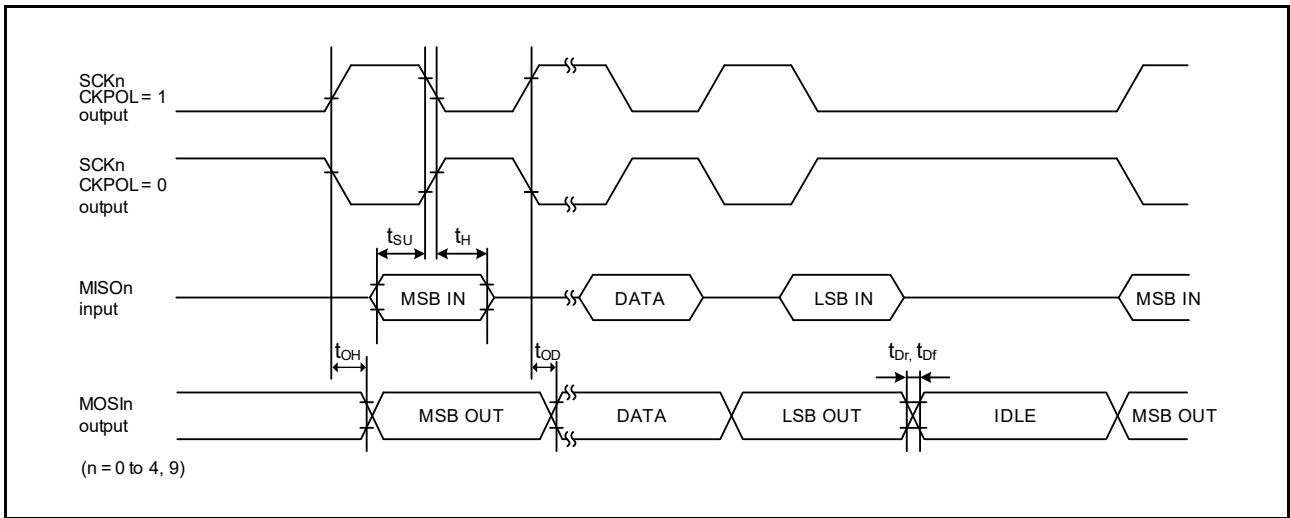 SCKn
CKPOL = 1
output
SCKn
CKPOL = 0
output
tSU
tH
MISOn
input
MSB IN
DATA
LSB IN
MSB IN
tOH
tOD
tDr, tDf
MOSIn
output
MSB OUT
DATA
LSB OUT
IDLE
MSB OUT
(n = 0 to 4, 9)